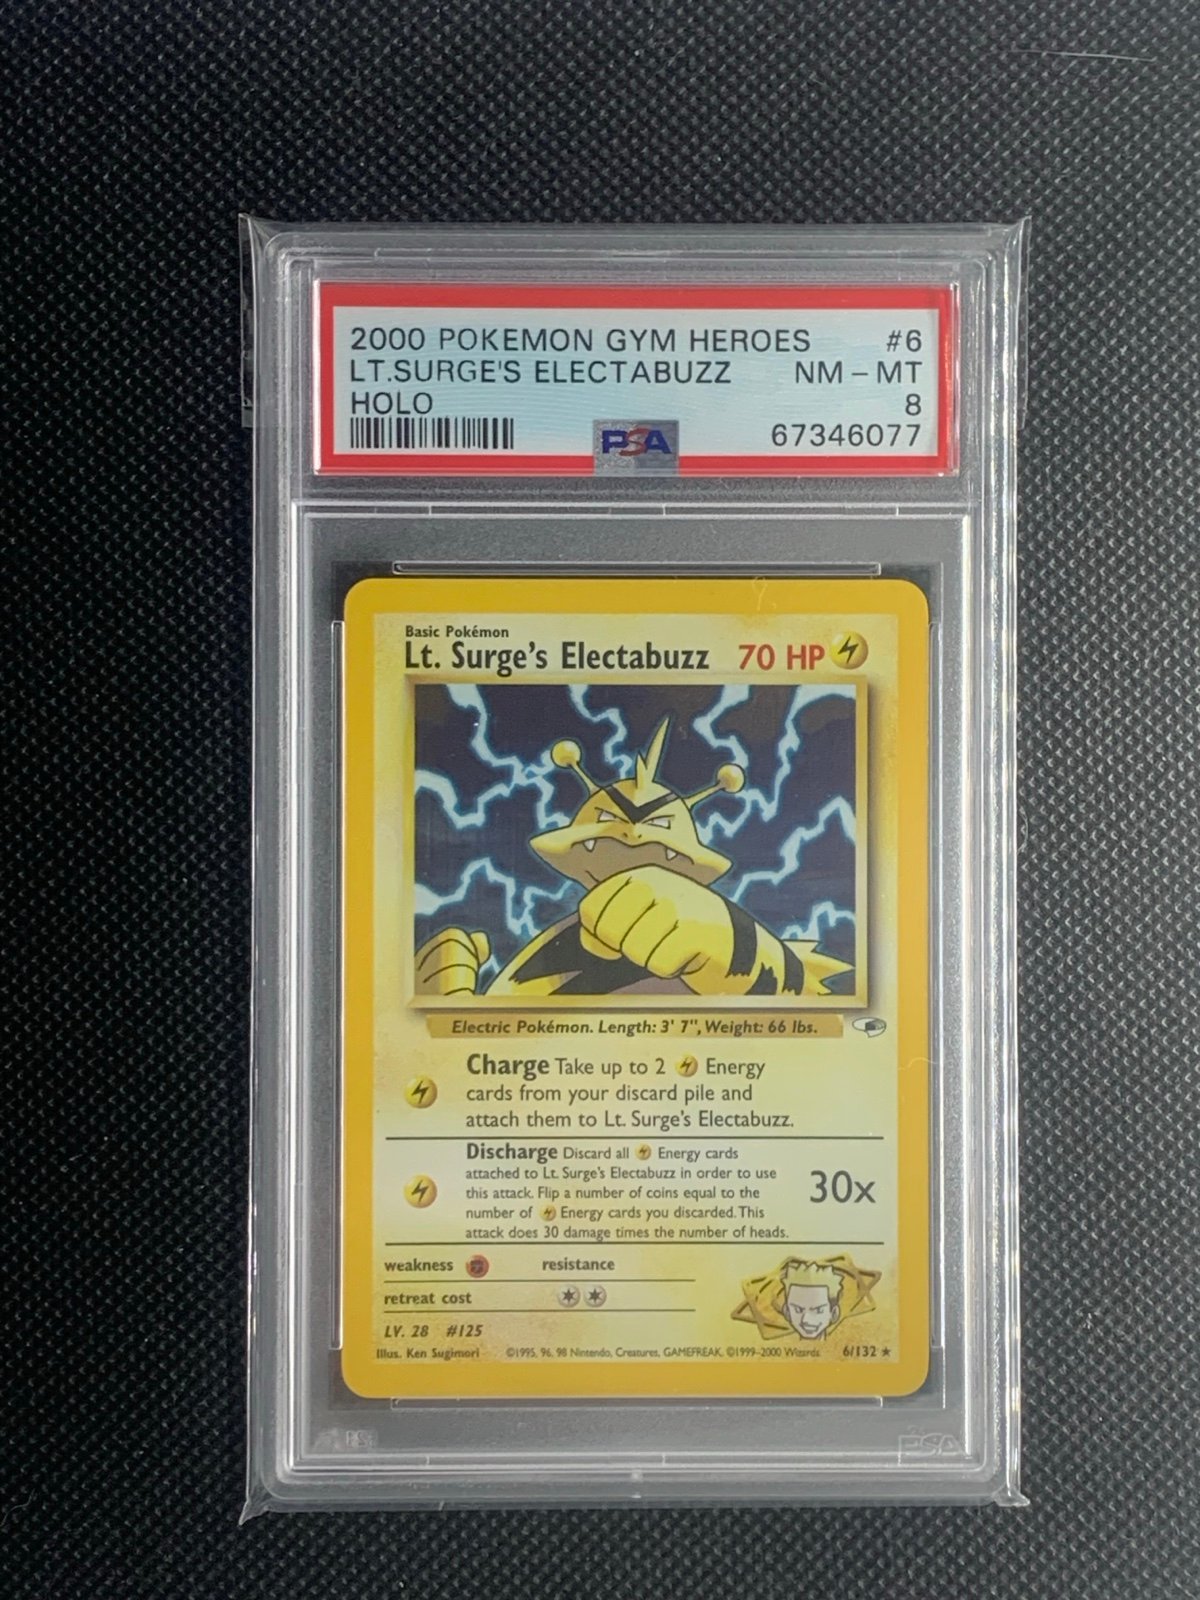 2000 POKEMON GYM HEROES #6
LT.SURGE'S ELECTABUZZ NM - MT
HOLO 8
PSA 67346077
Basic Pokémon
Lt. Surge's Electabuzz 70 HP
Electric Pokémon. Length: 3' 7", Weight: 66 lbs.
Charge Take up to 2 Energy
cards from your discard pile and
attach them to Lt. Surge's Electabuzz.
Discharge Discard all Energy cards
attached to Lt. Surge's Electabuzz in order to use
this attack. Flip a number of coins equal to the
number of Energy cards you discarded. This
attack does 30 damage times the number of heads.
30x
weakness resistance
retreat cost
LV. 28 #125
Illus. Ken Sugimori ©1995, 96, 98 Nintendo, Creatures, GAMEFREAK. ©1999-2000 Wizards. 6/132 ★
PSA